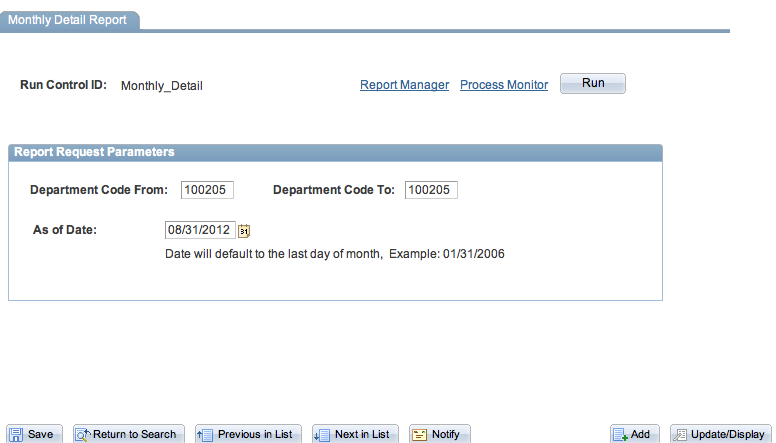 Monthly Detail Report
Run Control ID: Monthly_Detail Report Manager Process Monitor Run
Report Request Parameters
Department Code From: 100205 Department Code To: 100205
As of Date: 08/31/2012 31
Date will default to the last day of month, Example: 01/31/2006
Save Return to Search Previous in List Next in List Notify Add Update/Display